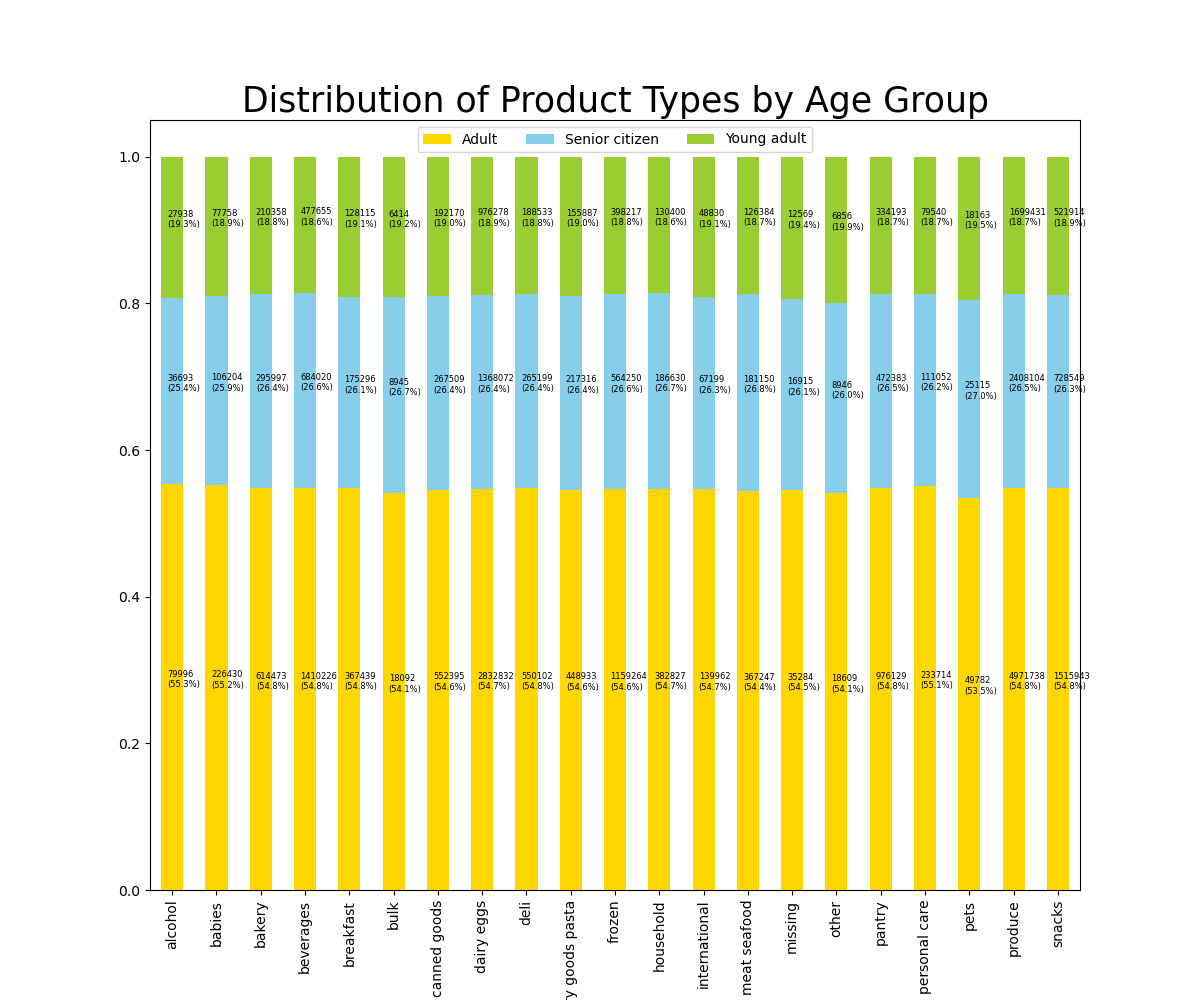 Distribution of Product Types by Age Group
Adult Senior citizen Young adult
1.0
27938 77758 210358 477655 128115 6414 192170 976278 188533 155887 398217 130400 48830 126384 12569 6856 334193 79540 18163 1699431 521914
(19.3%) (18.9%) (18.8%) (18.6%) (19.1%) (19.2%) (19.0%) (18.9%) (18.8%) (19.0%) (18.8%) (18.6%) (19.1%) (18.7%) (19.4%) (19.9%) (18.7%) (18.7%) (19.5%) (18.7%) (18.9%)
0.8
36693 106204 295997 684020 175296 8945 267509 1368072 265199 217316 564250 186630 67199 181150 16915 8946 472383 111052 25115 2408104 728549
(25.4%) (25.9%) (26.4%) (26.6%) (26.1%) (26.7%) (26.4%) (26.4%) (26.4%) (26.4%) (26.6%) (26.7%) (26.3%) (26.8%) (26.1%) (26.0%) (26.5%) (26.2%) (27.0%) (26.5%) (26.3%)
0.6
0.4
79996 226430 614473 1410226 367439 18092 552395 2832832 550102 448933 1159264 382827 139962 367247 35284 18609 976129 233714 49782 4971738 1515943
(55.3%) (55.2%) (54.8%) (54.8%) (54.8%) (54.1%) (54.6%) (54.7%) (54.8%) (54.6%) (54.6%) (54.7%) (54.7%) (54.4%) (54.5%) (54.1%) (54.8%) (55.1%) (53.5%) (54.8%) (54.8%)
0.2
0.0
alcohol
babies
bakery
beverages
breakfast
bulk
canned goods
dairy eggs
deli
goods pasta
frozen
household
international
meat seafood
missing
other
pantry
personal care
pets
produce
snacks